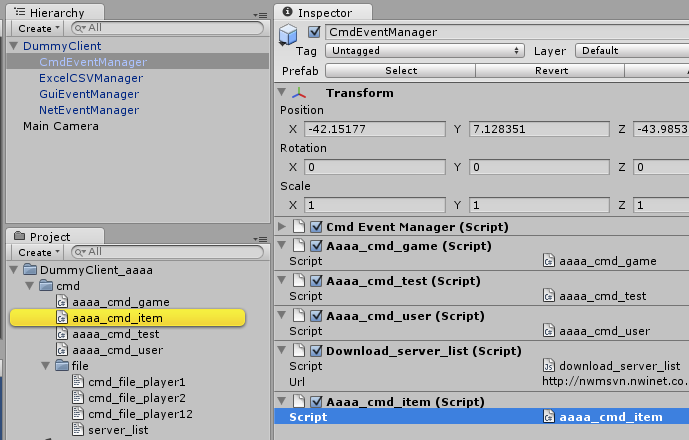 Hierarchy
Create
All
DummyClient
CmdEventManager
ExcelCSVManager
GuiEventManager
NetEventManager
Main Camera
Project
Create
All
DummyClient_aaaa
cmd
aaaa_cmd_game
aaaa_cmd_item
aaaa_cmd_test
aaaa_cmd_user
file
cmd_file_player1
cmd_file_player2
cmd_file_player12
server_list
Inspector
CmdEventManager
Tag Untagged Layer Default
Prefab Select Revert
Transform
Position
X -42.15177 Y 7.128351 Z -43.9853
Rotation
X 0 Y 0 Z 0
Scale
X 1 Y 1 Z 1
Cmd Event Manager (Script)
Aaaa_cmd_game (Script)
Script aaaa_cmd_game
Aaaa_cmd_test (Script)
Script aaaa_cmd_test
Aaaa_cmd_user (Script)
Script aaaa_cmd_user
Download_server_list (Script)
Script download_server_list
Url http://nwmsvn.nwinet.co.
Aaaa_cmd_item (Script)
Script aaaa_cmd_item